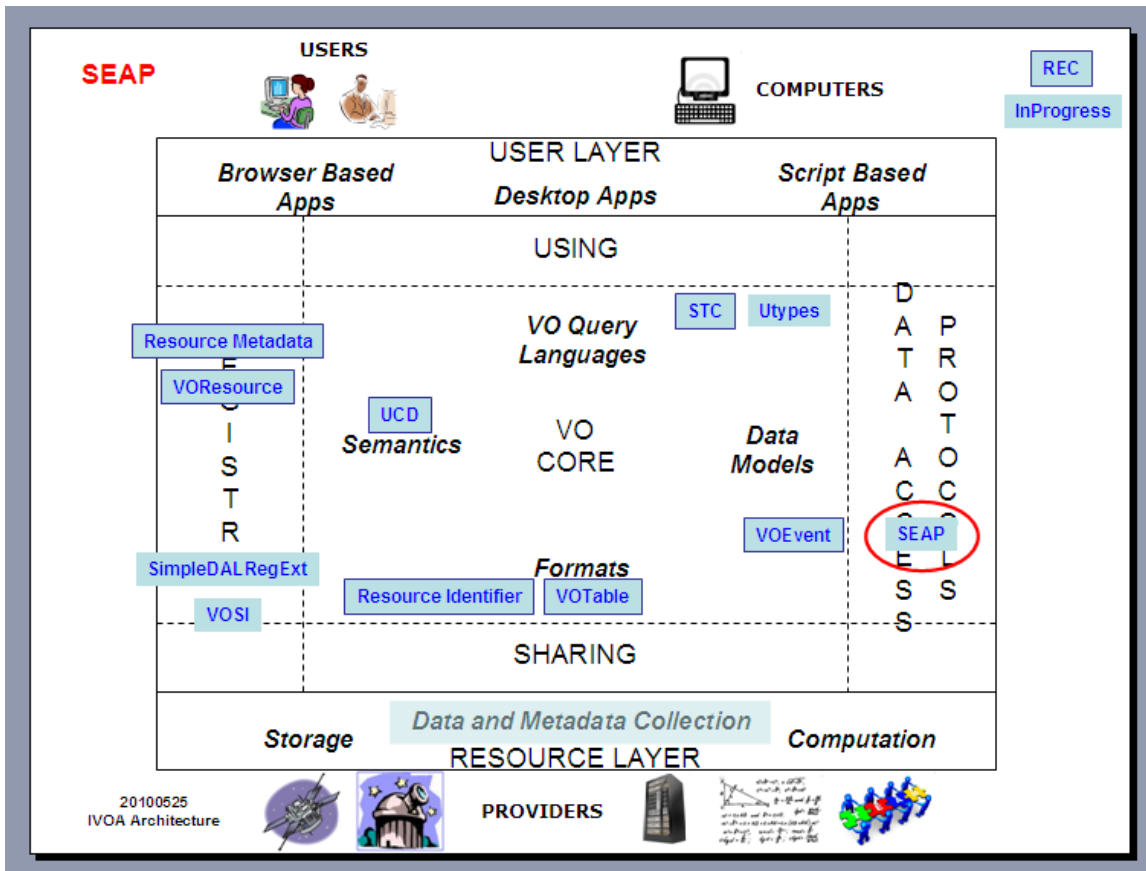 SEAP
USERS
COMPUTERS
REC
InProgress
USER LAYER
Browser Based
Apps
Desktop Apps
Script Based
Apps
USING
STC
Utypes
VO Query
Languages
Resource Metadata
VOResource
E
G
I
S
T
R
UCD
Semantics
VO
CORE
Data
Models
D
A
T
A
A
C
C
E
S
S
P
R
O
T
O
C
O
L
S
VOEvent
SEAP
SimpleDALRegExt
VOSI
Formats
Resource Identifier
VOTable
SHARING
Data and Metadata Collection
Storage
Computation
RESOURCE LAYER
20100525
IVOA Architecture
PROVIDERS